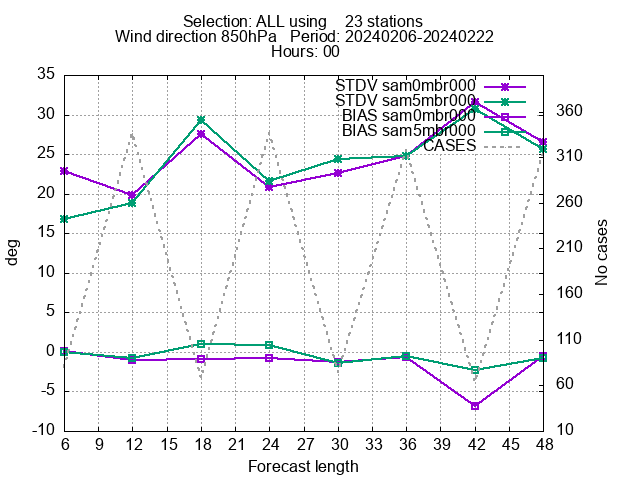 Selection: ALL using    23 stations
Wind direction 850hPa   Period: 20240206-20240222
Hours: 00
STDV sam0mbr000
STDV sam5mbr000
BIAS sam0mbr000
BIAS sam5mbr000
CASES
35
30
25
20
15
10
5
0
-5
-10
deg
360
310
260
210
160
110
60
10
No cases
6 9 12 15 18 21 24 27 30 33 36 39 42 45 48
Forecast length